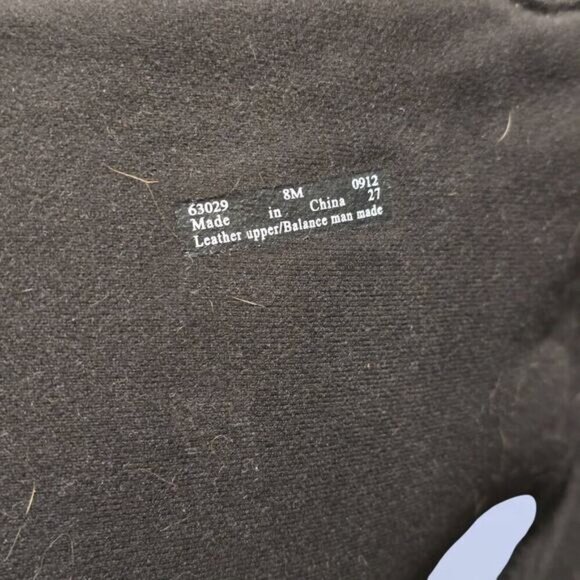 63029 8M 0912
Made in China 27
Leather upper/Balance man made